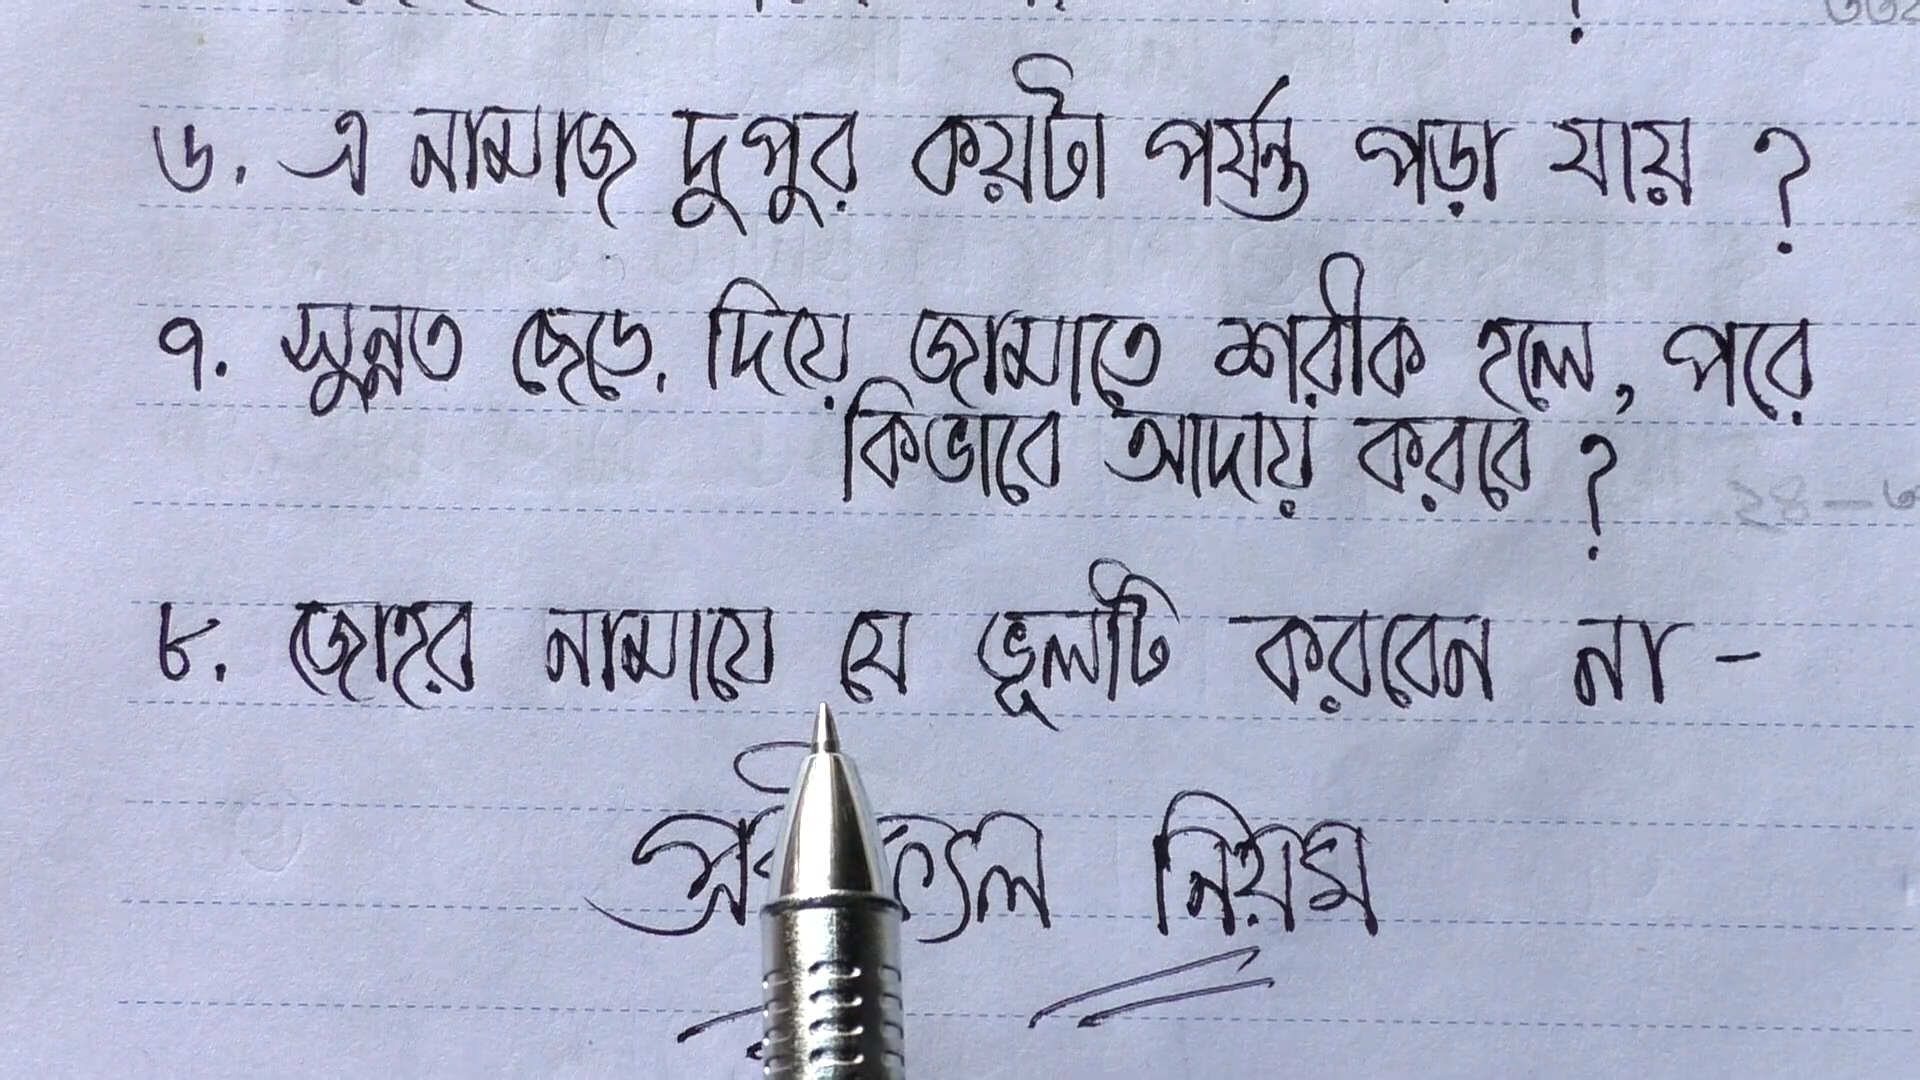 ৬. এ নামাজ দুপুর কয়টা পর্যন্ত পড়া যায় ?
৭. সুন্নত ছেড়ে দিয়ে জামাতে শরীক হলে, পরে
কিভাবে আদায় করবে ?
৮. জোহর নামাযে যে ভূলটি করবেন না -
নিয়ম